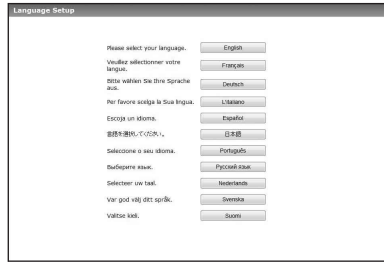 Language Setup
Please select your language.
English
Veuillez sélectionner votre
langue.
Français
Bitte wählen Sie Ihre Sprache
aus.
Deutsch
Per favore scelga la Sua lingua.
L'italiano
Escoja un idioma.
Español
言語を選択してください。
日本語
Seleccione o seu idioma.
Português
Выберите язык.
Русский язык
Selecteer uw taal.
Nederlands
Var god välj ditt språk.
Svenska
Valitse kieli.
Suomi